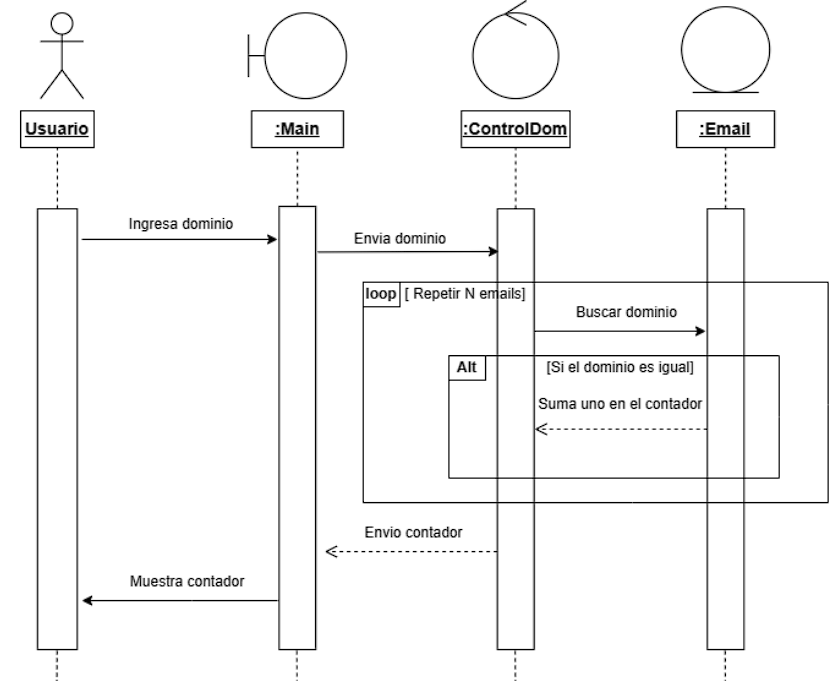 Usuario
:Main
:ControlDom
:Email
Ingresa dominio
Envia dominio
loop [ Repetir N emails]
Buscar dominio
Alt [Si el dominio es igual]
Suma uno en el contador
Envio contador
Muestra contador